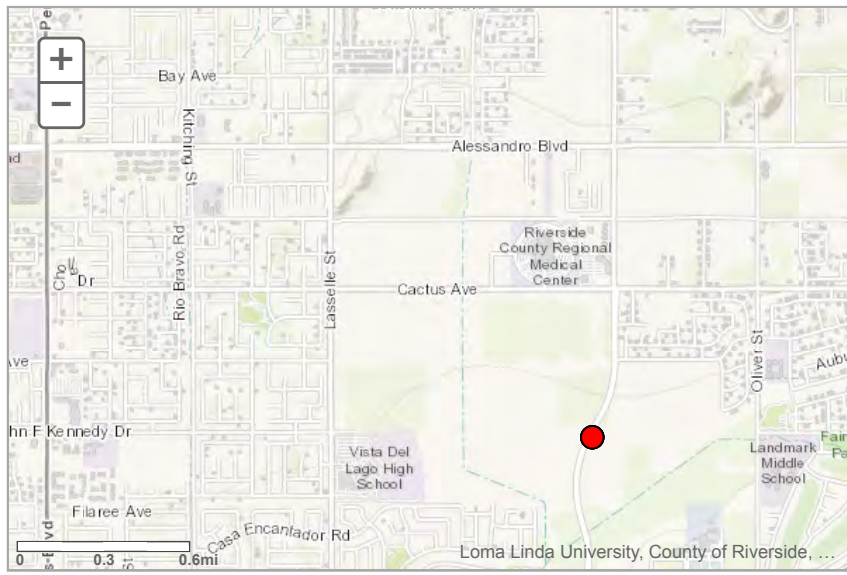 +
−
Bay Ave
Kitching St
Alessandro Blvd
Riverside
County Regional
Medical
Center
Rio Bravo Rd
Lasselle St
Dr
Cactus Ave
Oliver St
Ave
hn F Kennedy Dr
Vista Del
Lago High
School
Landmark
Middle
School
Filaree Ave
Casa Encantador Rd
0 0.3 0.6mi
Loma Linda University, County of Riverside, ...